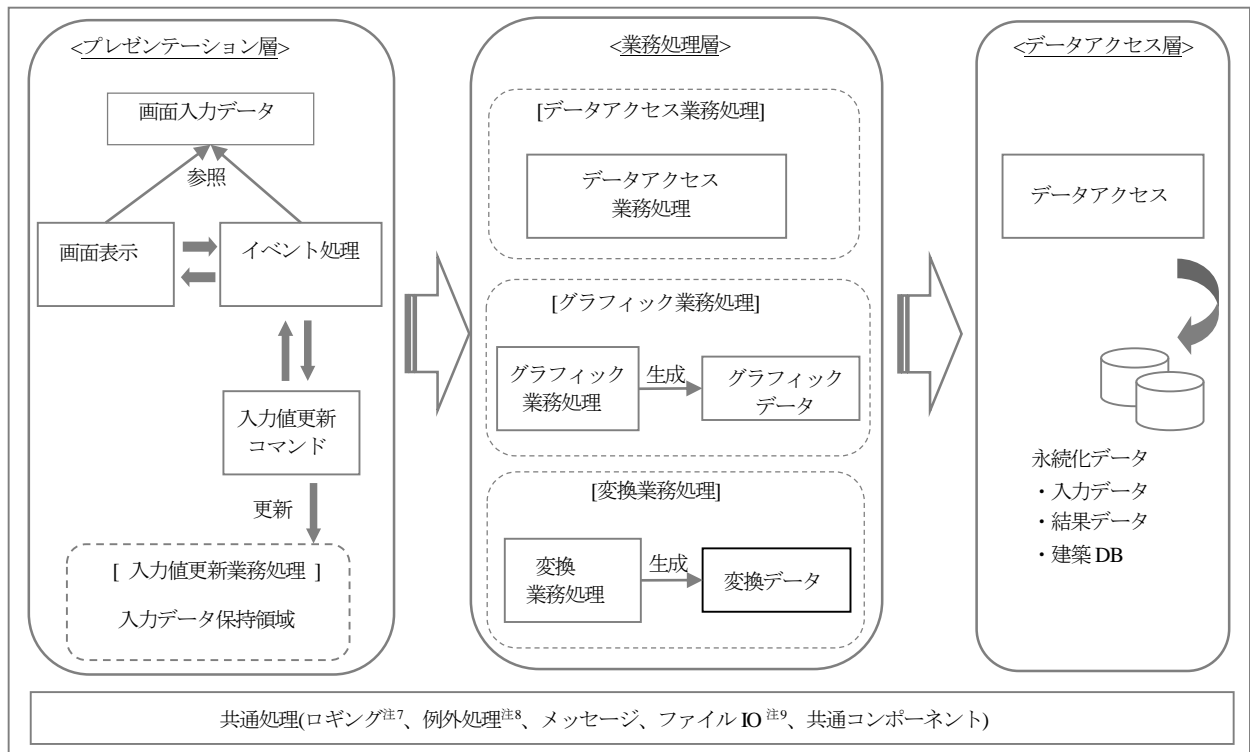 <プレゼンテーション層>
画面入力データ
参照
画面表示
イベント処理
入力値更新
コマンド
更新
[ 入力値更新業務処理 ]
入力データ保持領域
<業務処理層>
[データアクセス業務処理]
データアクセス
業務処理
[グラフィック業務処理]
グラフィック
業務処理
生成
グラフィック
データ
[変換業務処理]
変換
業務処理
生成
変換データ
<データアクセス層>
データアクセス
永続化データ
・入力データ
・結果データ
・建築 DB
共通処理(ロギング注7、例外処理注8、メッセージ、ファイル IO 注9、共通コンポーネント)